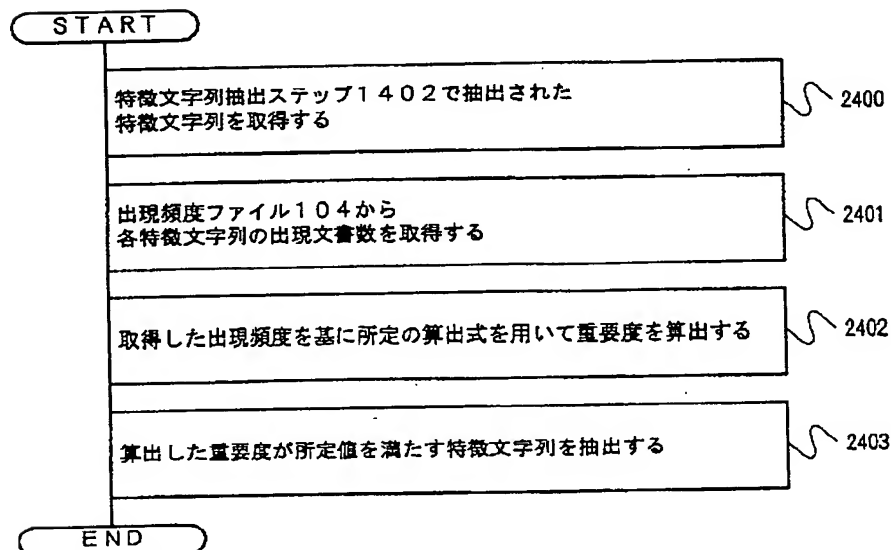 START
特徴文字列抽出ステップ1402で抽出された
特徴文字列を取得する
2400
出現頻度ファイル104から
各特徴文字列の出現文書数を取得する
2401
取得した出現頻度を基に所定の算出式を用いて重要度を算出する
2402
算出した重要度が所定値を満たす特徴文字列を抽出する
2403
END